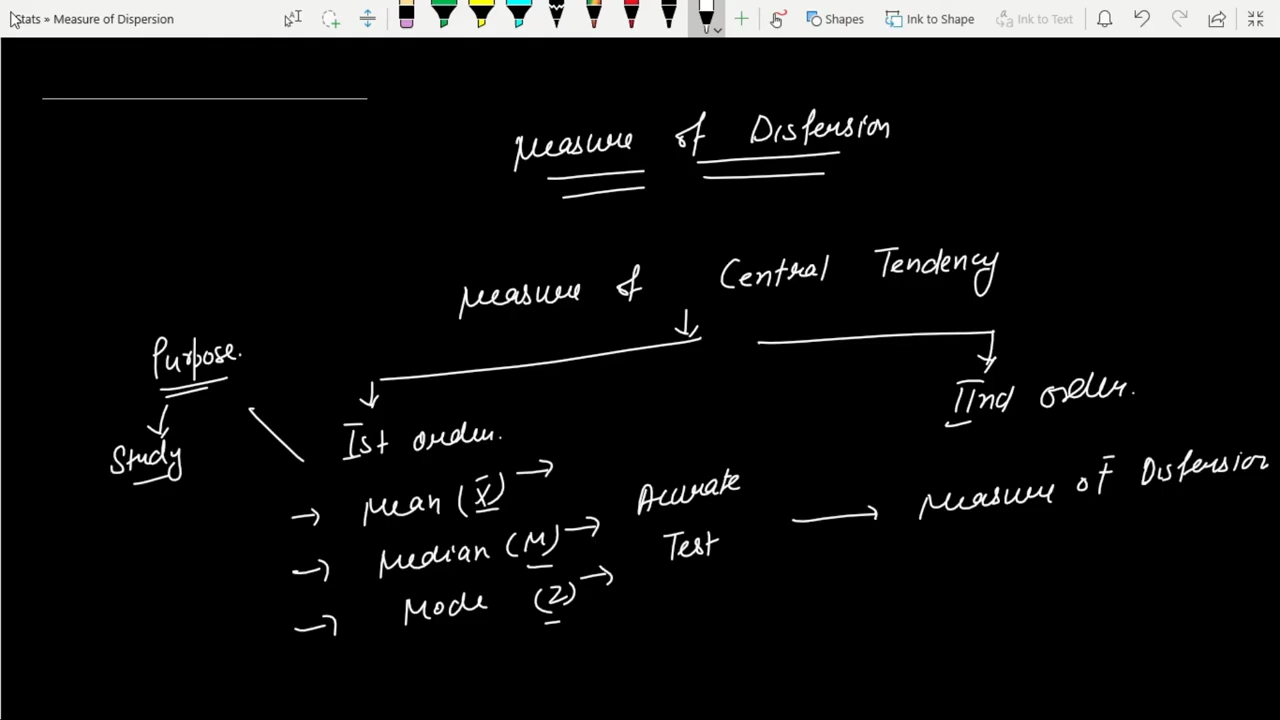 Stats » Measure of Dispersion
Shapes
Ink to Shape
Ink to Text
Measure of Dispersion
Measure of Central Tendency
Purpose.
Study
Ist order.
IInd order.
Mean (X̄) →
→ Median (M) →
→ Mode (Z) →
Accurate
Test
→ Measure of Dispersion